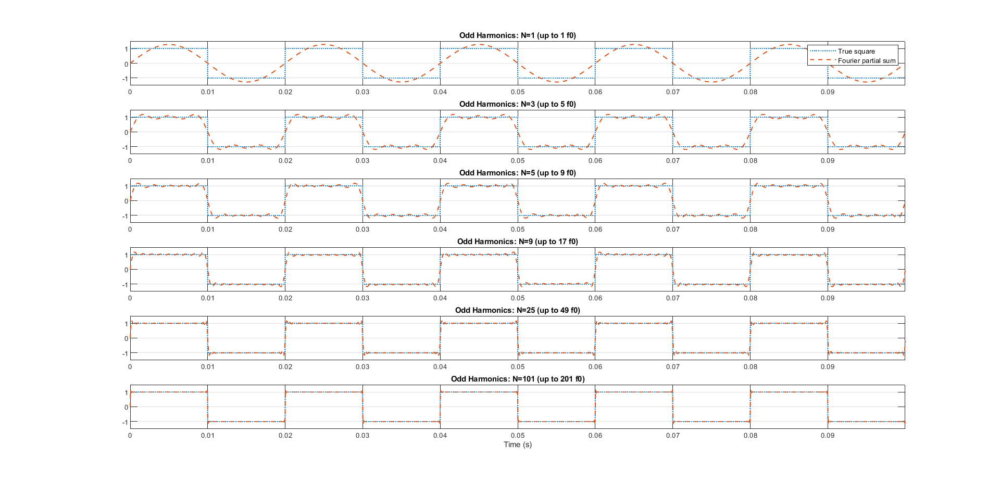 Odd Harmonics: N=1 (up to 1 f0)
1
0
-1
True square
Fourier partial sum
0 0.01 0.02 0.03 0.04 0.05 0.06 0.07 0.08 0.09
Odd Harmonics: N=3 (up to 5 f0)
1
0
-1
0 0.01 0.02 0.03 0.04 0.05 0.06 0.07 0.08 0.09
Odd Harmonics: N=5 (up to 9 f0)
1
0
-1
0 0.01 0.02 0.03 0.04 0.05 0.06 0.07 0.08 0.09
Odd Harmonics: N=9 (up to 17 f0)
1
0
-1
0 0.01 0.02 0.03 0.04 0.05 0.06 0.07 0.08 0.09
Odd Harmonics: N=25 (up to 49 f0)
1
0
-1
0 0.01 0.02 0.03 0.04 0.05 0.06 0.07 0.08 0.09
Odd Harmonics: N=101 (up to 201 f0)
1
0
-1
0 0.01 0.02 0.03 0.04 0.05 0.06 0.07 0.08 0.09
Time (s)